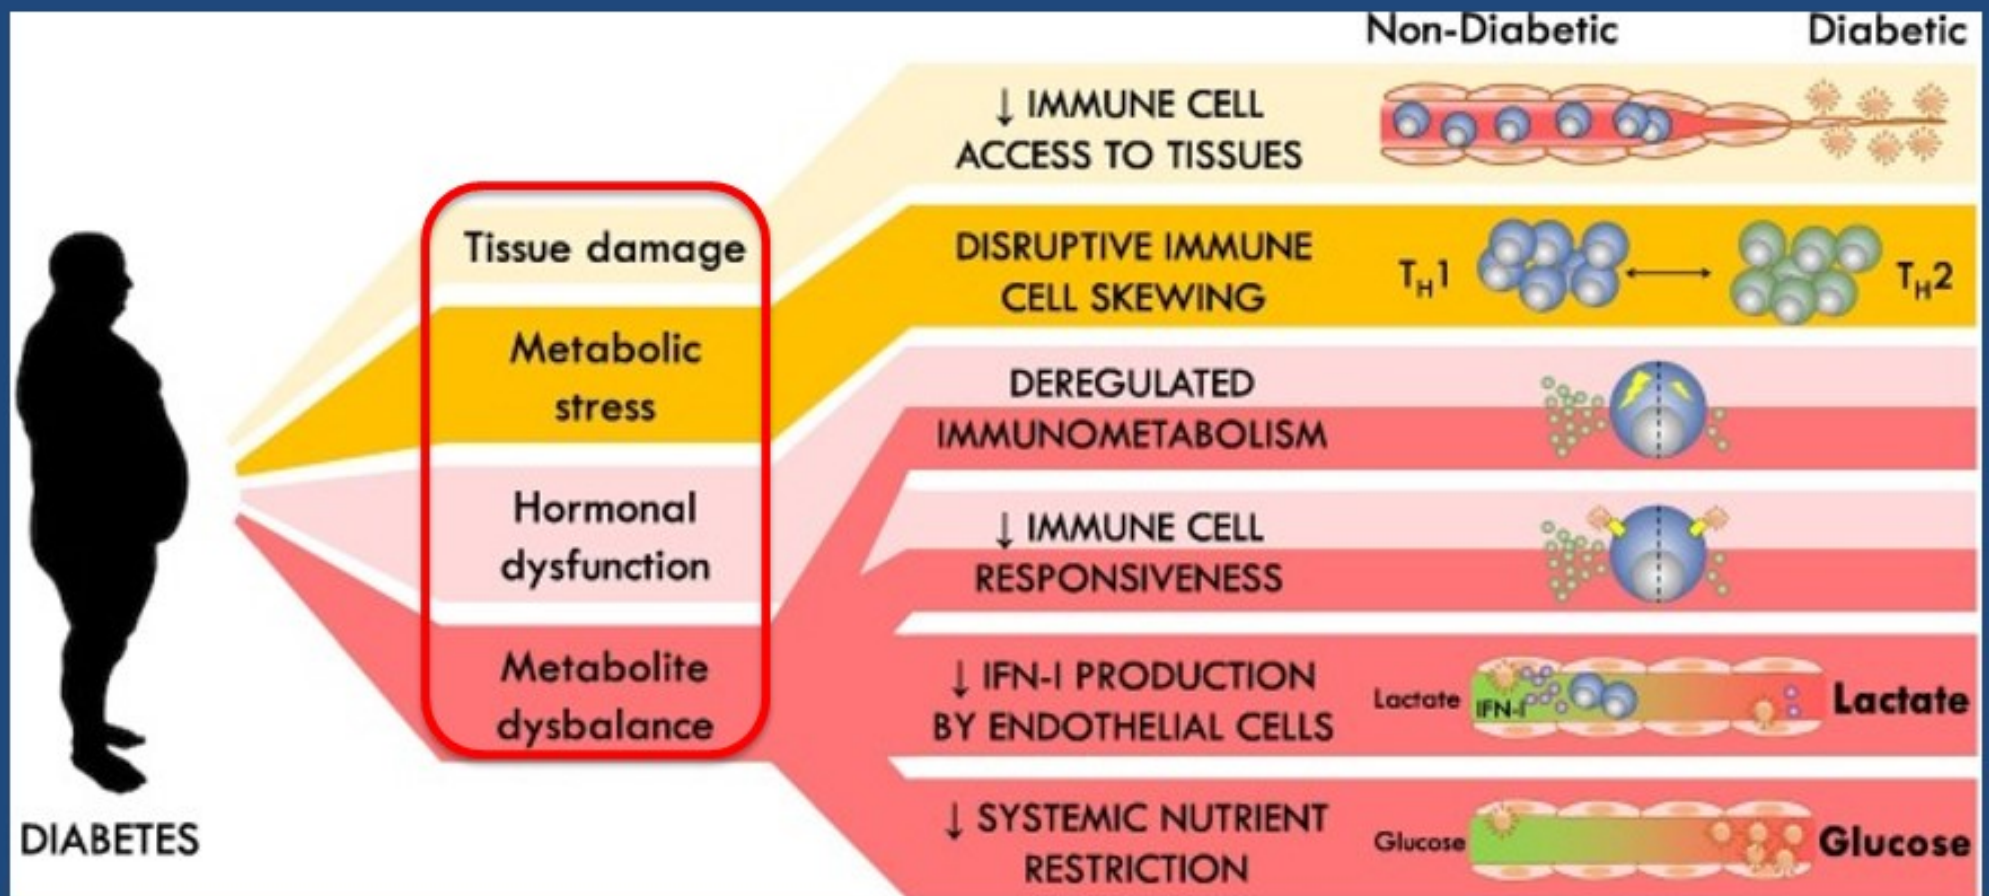 Non-Diabetic Diabetic
↓ IMMUNE CELL
ACCESS TO TISSUES
Tissue damage
DISRUPTIVE IMMUNE
CELL SKEWING
TH1 TH2
Metabolic
stress
DEREGULATED
IMMUNOMETABOLISM
Hormonal
dysfunction
↓ IMMUNE CELL
RESPONSIVENESS
Metabolite
dysbalance
↓ IFN-I PRODUCTION
BY ENDOTHELIAL CELLS
Lactate IFN-I Lactate
DIABETES
↓ SYSTEMIC NUTRIENT
RESTRICTION
Glucose Glucose